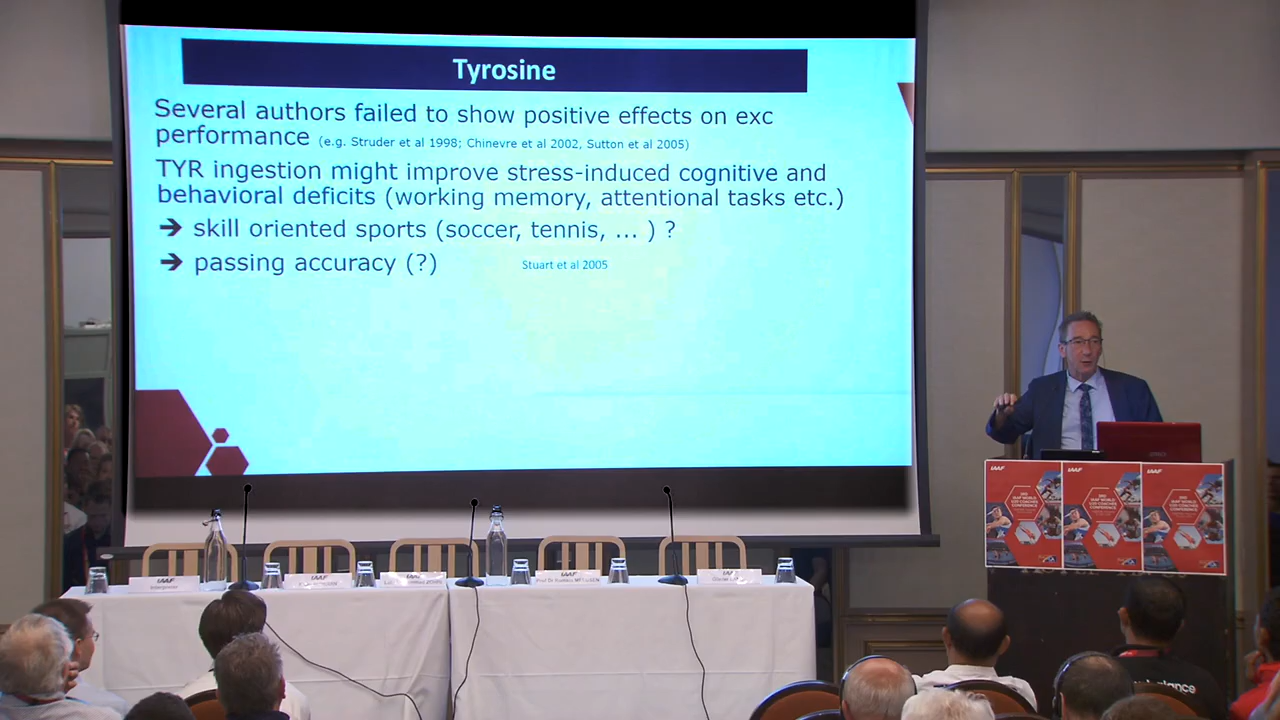 Tyrosine
Several authors failed to show positive effects on exc
performance (e.g. Struder et al 1998; Chinevre et al 2002, Sutton et al 2005)
TYR ingestion might improve stress-induced cognitive and
behavioral deficits (working memory, attentional tasks etc.)
➔ skill oriented sports (soccer, tennis, ... ) ?
➔ passing accuracy (?) Stuart et al 2005
IAAF
IAAF
IAAF